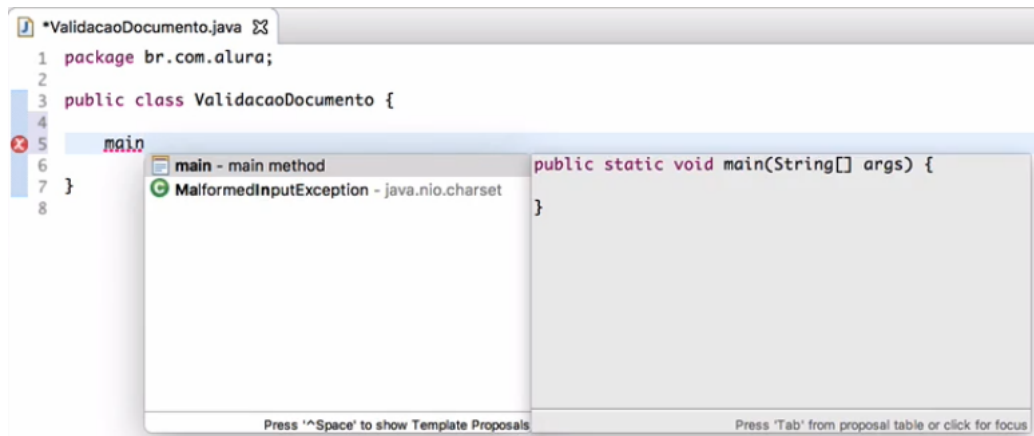 *ValidacaoDocumento.java
1 package br.com.alura;
2
3 public class ValidacaoDocumento {
4
5 main
6
7 }
8
main - main method
MalformedInputException - java.nio.charset
Press '^Space' to show Template Proposals
public static void main(String[] args) {
}
Press 'Tab' from proposal table or click for focus